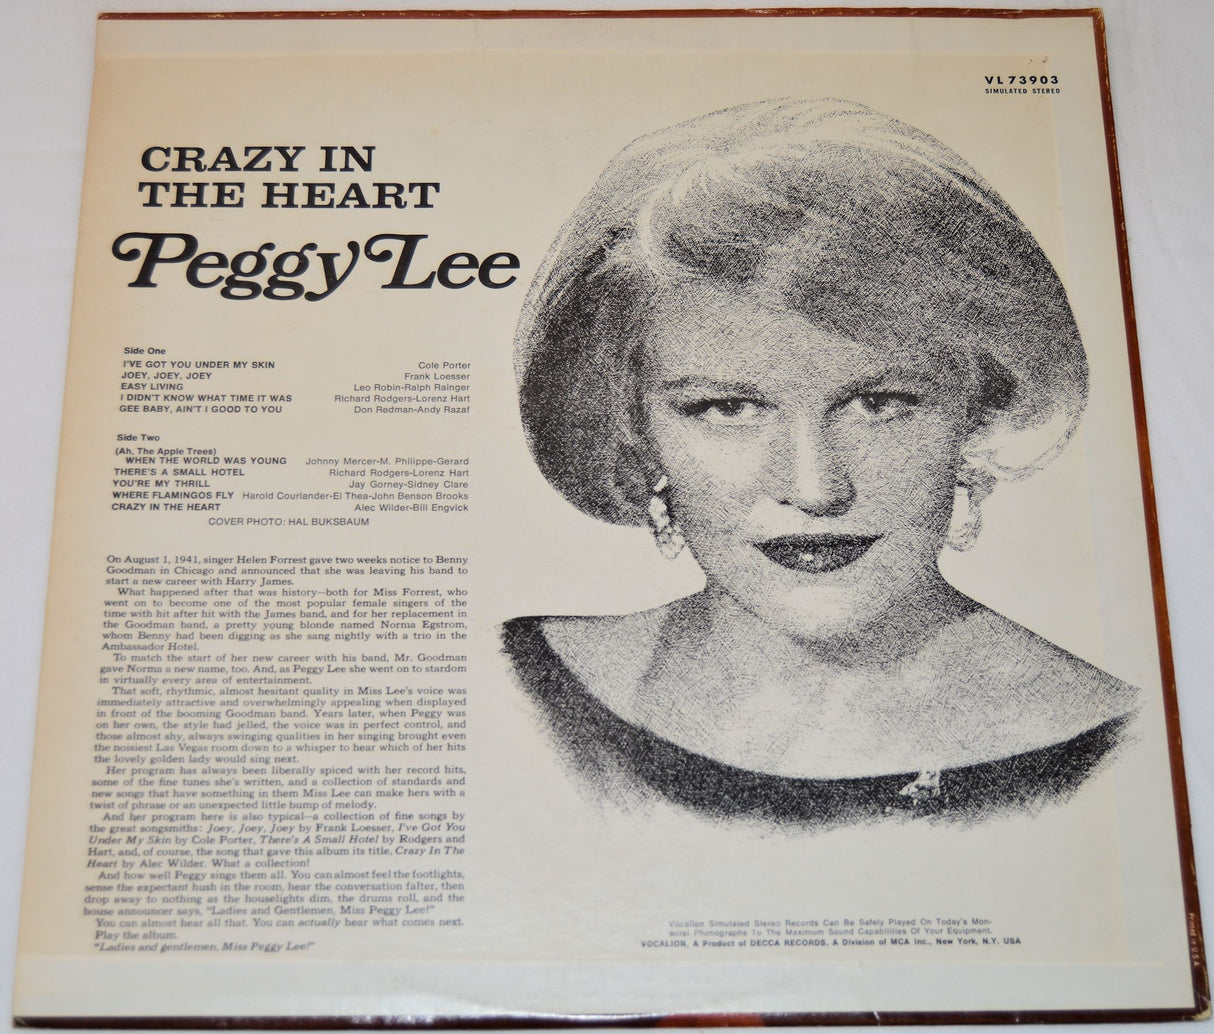 VL 73903
SIMULATED STEREO
CRAZY IN
THE HEART
Peggy Lee
Side One
I'VE GOT YOU UNDER MY SKIN Cole Porter
JOEY, JOEY, JOEY Frank Loesser
EASY LIVING Leo Robin-Ralph Rainger
I DIDN'T KNOW WHAT TIME IT WAS Richard Rodgers-Lorenz Hart
GEE BABY, AIN'T I GOOD TO YOU Don Redman-Andy Razaf
Side Two
(Ah, The Apple Trees)
WHEN THE WORLD WAS YOUNG Johnny Mercer-M. Philippe-Gerard
THERE'S A SMALL HOTEL Richard Rodgers-Lorenz Hart
YOU'RE MY THRILL Jay Gorney-Sidney Clare
WHERE FLAMINGOS FLY Harold Courlander-El Thea-John Benson Brooks
CRAZY IN THE HEART Alec Wilder-Bill Engvick
COVER PHOTO: HAL BUKSBAUM
On August 1, 1941, singer Helen Forrest gave two weeks notice to Benny
Goodman in Chicago and announced that she was leaving his band to
start a new career with Harry James.
What happened after that was history—both for Miss Forrest, who
went on to become one of the most popular female singers of the
time with hit after hit with the James band, and for her replacement in
the Goodman band, a pretty young blonde named Norma Egstrom,
whom Benny had been digging as she sang nightly with a trio in the
Ambassador Hotel.
To match the start of her new career with his band, Mr. Goodman
gave Norma a new name, too. And, as Peggy Lee she went on to stardom
in virtually every area of entertainment.
That soft, rhythmic, almost hesitant quality in Miss Lee's voice was
immediately attractive and overwhelmingly appealing when displayed
in front of the booming Goodman band. Years later, when Peggy was
on her own, the style had jelled, the voice was in perfect control, and
those almost shy, always swinging qualities in her singing brought even
the noisiest Las Vegas room down to a whisper to hear which of her hits
the lovely golden lady would sing next.
Her program has always been liberally spiced with her record hits,
some of the fine tunes she's written, and a collection of standards and
new songs that have something in them Miss Lee can make hers with a
twist of phrase or an unexpected little bump of melody.
And her program here is also typical—a collection of fine songs by
the great songsmiths: Joey, Joey, Joey by Frank Loesser, I've Got You
Under My Skin by Cole Porter, There's A Small Hotel by Rodgers and
Hart, and, of course, the song that gave this album its title, Crazy In The
Heart by Alec Wilder. What a collection!
And how well Peggy sings them all. You can almost feel the footlights,
sense the expectant hush in the room, hear the conversation falter, then
drop away to nothing as the houselights dim, the drums roll, and the
house announcer says, "Ladies and Gentlemen, Miss Peggy Lee!"
You can almost hear all that. You can actually hear what comes next.
Play the album.
"Ladies and gentlemen, Miss Peggy Lee!"
Vocalion Simulated Stereo Records Can Be Safely Played On Today's Mon-
aural Phonographs To The Maximum Sound Capabilities Of Your Equipment.
VOCALION, A Product of DECCA RECORDS, A Division of MCA Inc., New York, N.Y. USA
Printed in U.S.A.